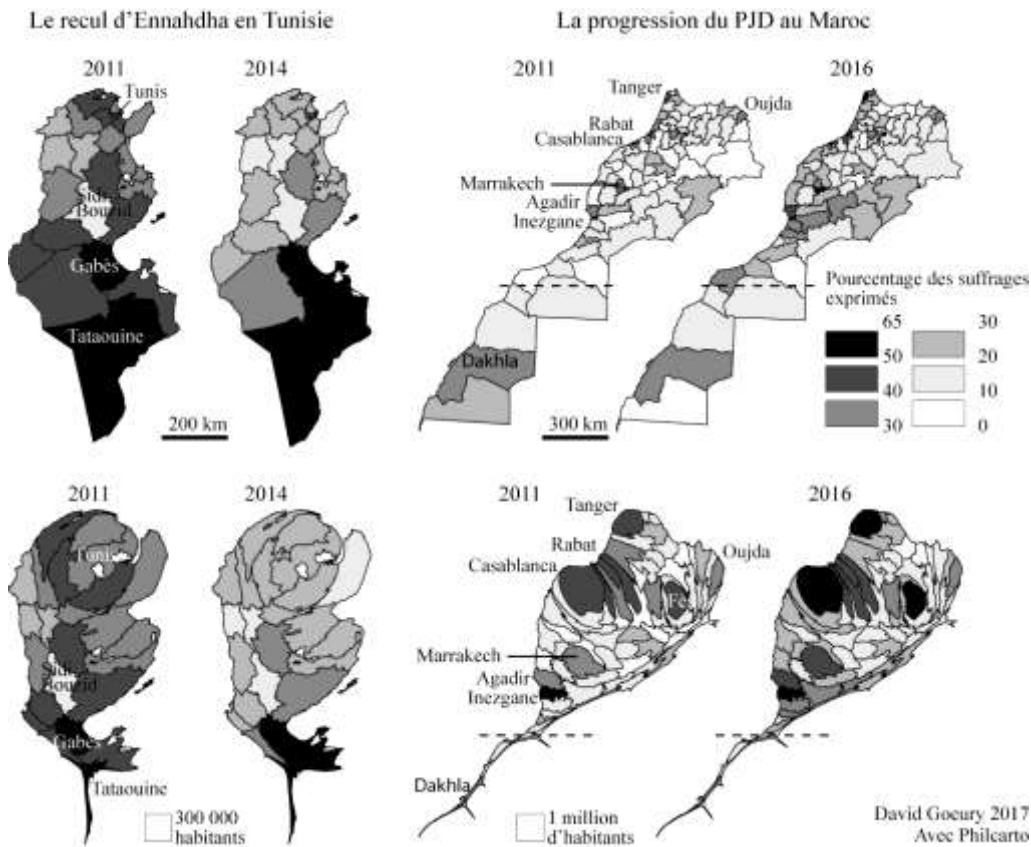 Le recul d’Ennahdha en Tunisie
La progression du PJD au Maroc
2011
2014
Tunis
Sidi
Bouzid
Gabès
Tataouine
200 km
2011
2016
Tanger
Oujda
Rabat
Casablanca
Marrakech
Agadir
Inezgane
Dakhla
300 km
Pourcentage des suffrages
exprimés
65
50
40
30
30
20
10
0
2011
2014
Tunis
Sidi
Bouzid
Gabès
Tataouine
300 000
habitants
2011
2016
Tanger
Rabat
Casablanca
Oujda
Fès
Marrakech
Agadir
Inezgane
Dakhla
1 million
d’habitants
David Goeury 2017
Avec Philcarto